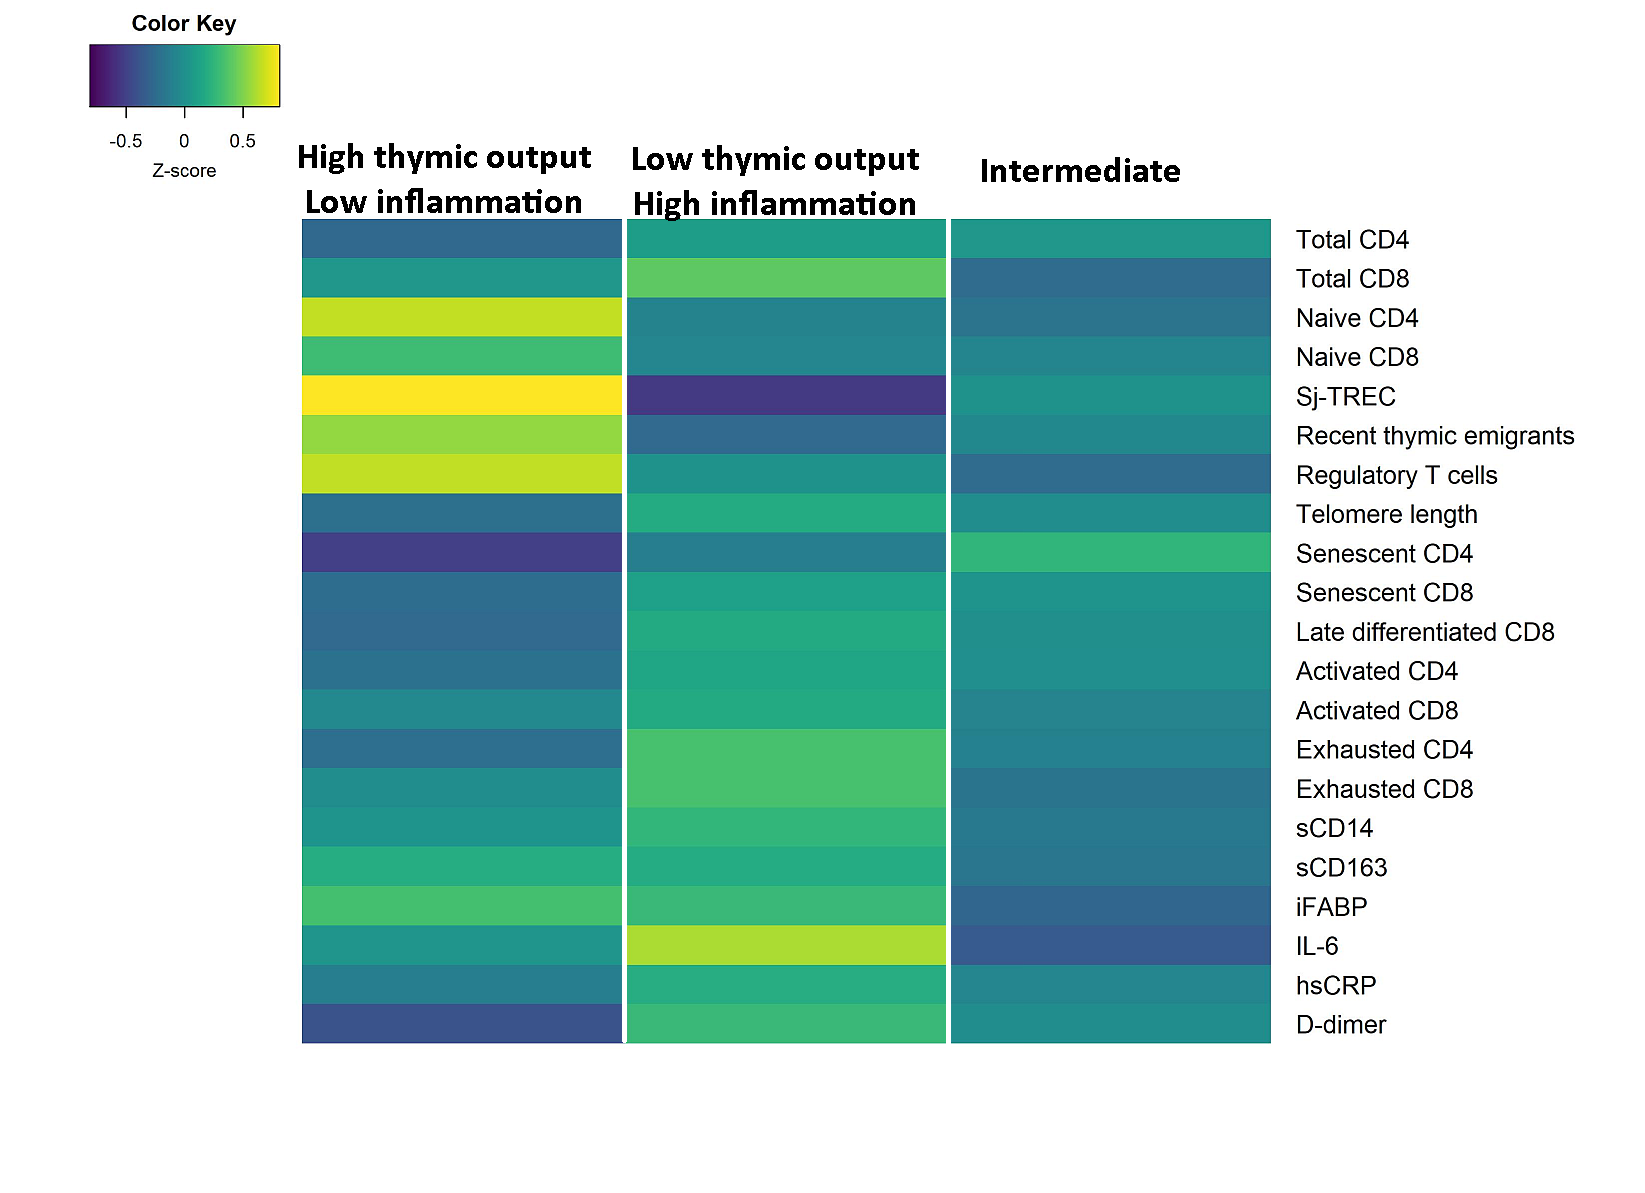 Color Key
-0.5 0 0.5
Z-score
High thymic output
Low inflammation
Low thymic output
High inflammation
Intermediate
Total CD4
Total CD8
Naive CD4
Naive CD8
Sj-TREC
Recent thymic emigrants
Regulatory T cells
Telomere length
Senescent CD4
Senescent CD8
Late differentiated CD8
Activated CD4
Activated CD8
Exhausted CD4
Exhausted CD8
sCD14
sCD163
iFABP
IL-6
hsCRP
D-dimer